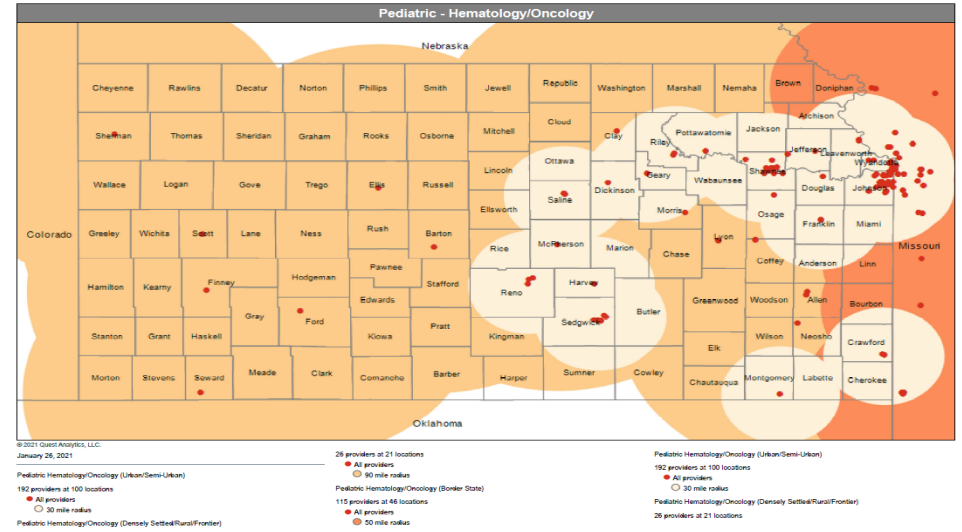 Pediatric - Hematology/Oncology
Nebraska
Cheyenne Rawlins Decatur Norton Phillips Smith Jewell Republic Washington Marshall Nemaha Brown Doniphan
Atchison
Sherman Thomas Sheridan Graham Rooks Osborne Mitchell Cloud Clay Riley Pottawatomie Jackson Jefferson Leavenworth
Wallace Logan Gove Trego Ellis Russell Lincoln Ottawa Dickinson Geary Wabaunsee Shawnee Wyandotte
Ellsworth Saline Morris Osage Douglas Johnson
Colorado Greeley Wichita Scott Lane Ness Rush Barton Rice McPherson Marion Chase Lyon Franklin Miami Missouri
Hamilton Kearny Finney Hodgeman Pawnee Stafford Reno Harvey Coffey Anderson Linn
Gray Ford Edwards Sedgwick Butler Greenwood Woodson Allen Bourbon
Stanton Grant Haskell Kiowa Pratt Kingman Elk Wilson Neosho Crawford
Morton Stevens Seward Meade Clark Comanche Barber Harper Sumner Cowley Chautauqua Montgomery Labette Cherokee
Oklahoma
© 2021 Quest Analytics, LLC.
January 26, 2021
Pediatric Hematology/Oncology (Urban/Semi-Urban)
192 providers at 100 locations
All providers
30 mile radius
Pediatric Hematology/Oncology (Densely Settled/Rural/Frontier)
26 providers at 21 locations
All providers
90 mile radius
Pediatric Hematology/Oncology (Border State)
115 providers at 46 locations
All providers
50 mile radius
Pediatric Hematology/Oncology (Urban/Semi-Urban)
192 providers at 100 locations
All providers
30 mile radius
Pediatric Hematology/Oncology (Densely Settled/Rural/Frontier)
26 providers at 21 locations